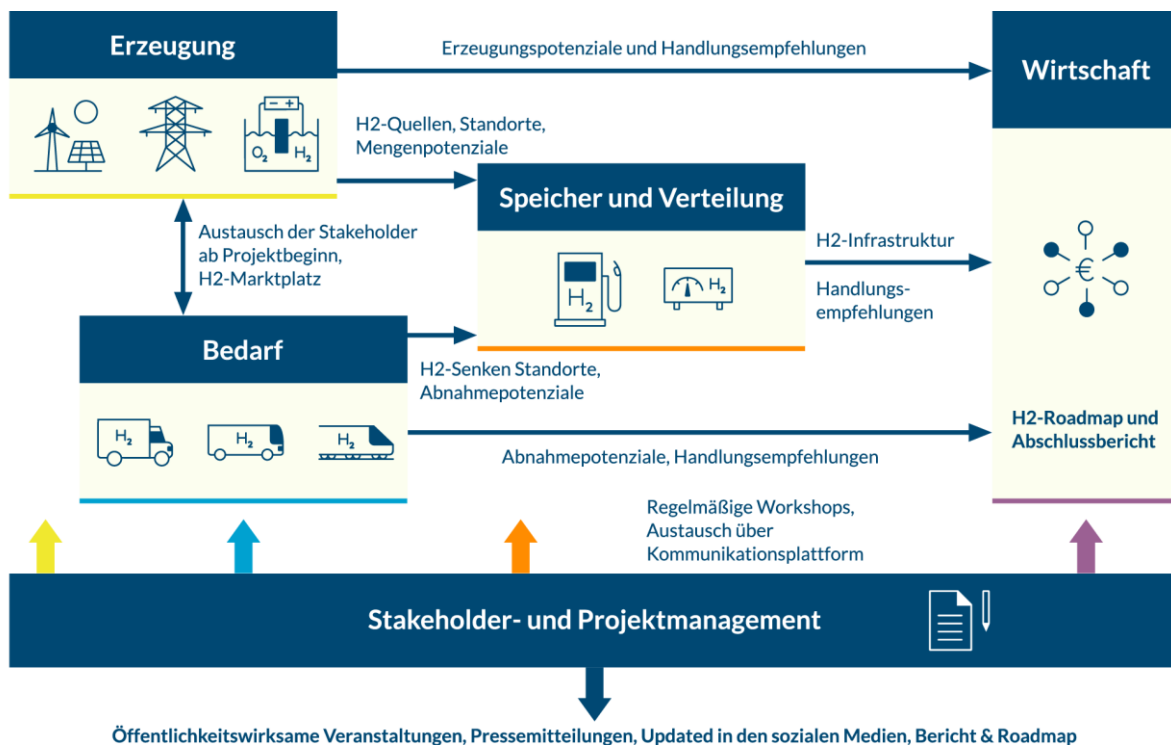 Erzeugung
Erzeugungspotenziale und Handlungsempfehlungen
Wirtschaft
− +
O2 H2
H2-Quellen, Standorte,
Mengenpotenziale
Speicher und Verteilung
H2
H2
Austausch der Stakeholder
ab Projektbeginn,
H2-Marktplatz
H2-Infrastruktur
Handlungs-
empfehlungen
€
Bedarf
H2
H2
H2
H2-Senken Standorte,
Abnahmepotenziale
Abnahmepotenziale, Handlungsempfehlungen
H2-Roadmap und
Abschlussbericht
Regelmäßige Workshops,
Austausch über
Kommunikationsplattform
Stakeholder- und Projektmanagement
Öffentlichkeitswirksame Veranstaltungen, Pressemitteilungen, Updated in den sozialen Medien, Bericht & Roadmap